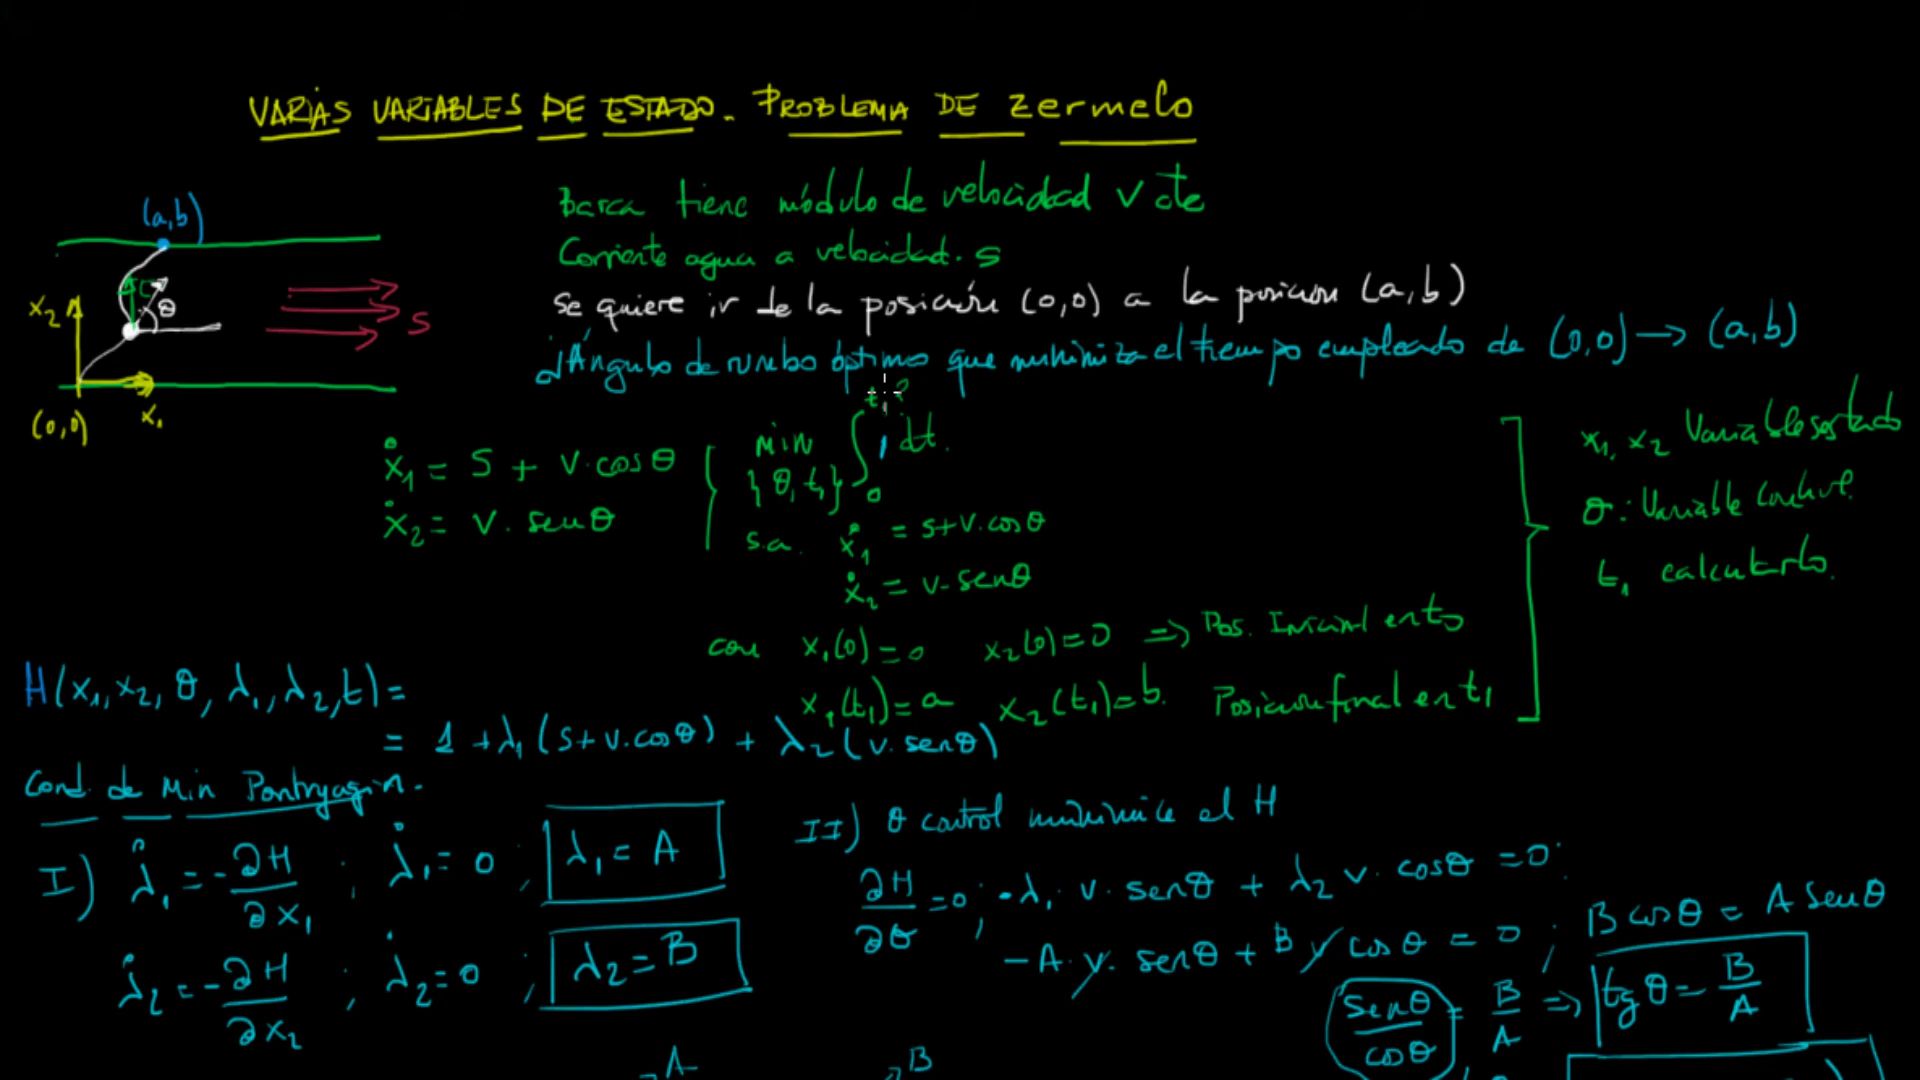 VARIAS VARIABLES DE ESTADO. PROBLEMA DE zermelo
(a,b)
x2
θ
S
(0,0)
x1
Barca tiene módulo de velocidad V cte
Corriente agua a velocidad. S
Se quiere ir de la posición (0,0) a la posicion (a,b)
Ángulo de rumbo óptimo que minimiza el tiempo empleado de (0,0) → (a,b)
ẋ1 = S + V·cosθ
ẋ2 = V·senθ
min {θ,t1} ∫0^t1? 1 dt.
s.a. ẋ1 = S+V·cosθ
ẋ2 = V·senθ
con x1(0)=0 x2(0)=0 => Pos. Inicial en t0
x1(t1)=a x2(t1)=b. Posicion final en t1
x1, x2 Variables estado
θ: Variable control.
t1 calcularlo.
H(x1, x2, θ, λ1, λ2, t)=
= 1 + λ1(S+V·cosθ) + λ2(V·senθ)
Cond. de Min Pontryagin.
I) λ̇1 = -∂H/∂x1 ; λ̇1 = 0 ; λ1 = A
λ̇2 = -∂H/∂x2 ; λ̇2 = 0 ; λ2 = B
II) θ control minimice el H
∂H/∂θ = 0 ; -λ1·V·senθ + λ2 V·cosθ = 0
-A·V·senθ + B V cosθ = 0 ; B cosθ = A senθ
senθ/cosθ = B/A => tgθ = B/A
A
B